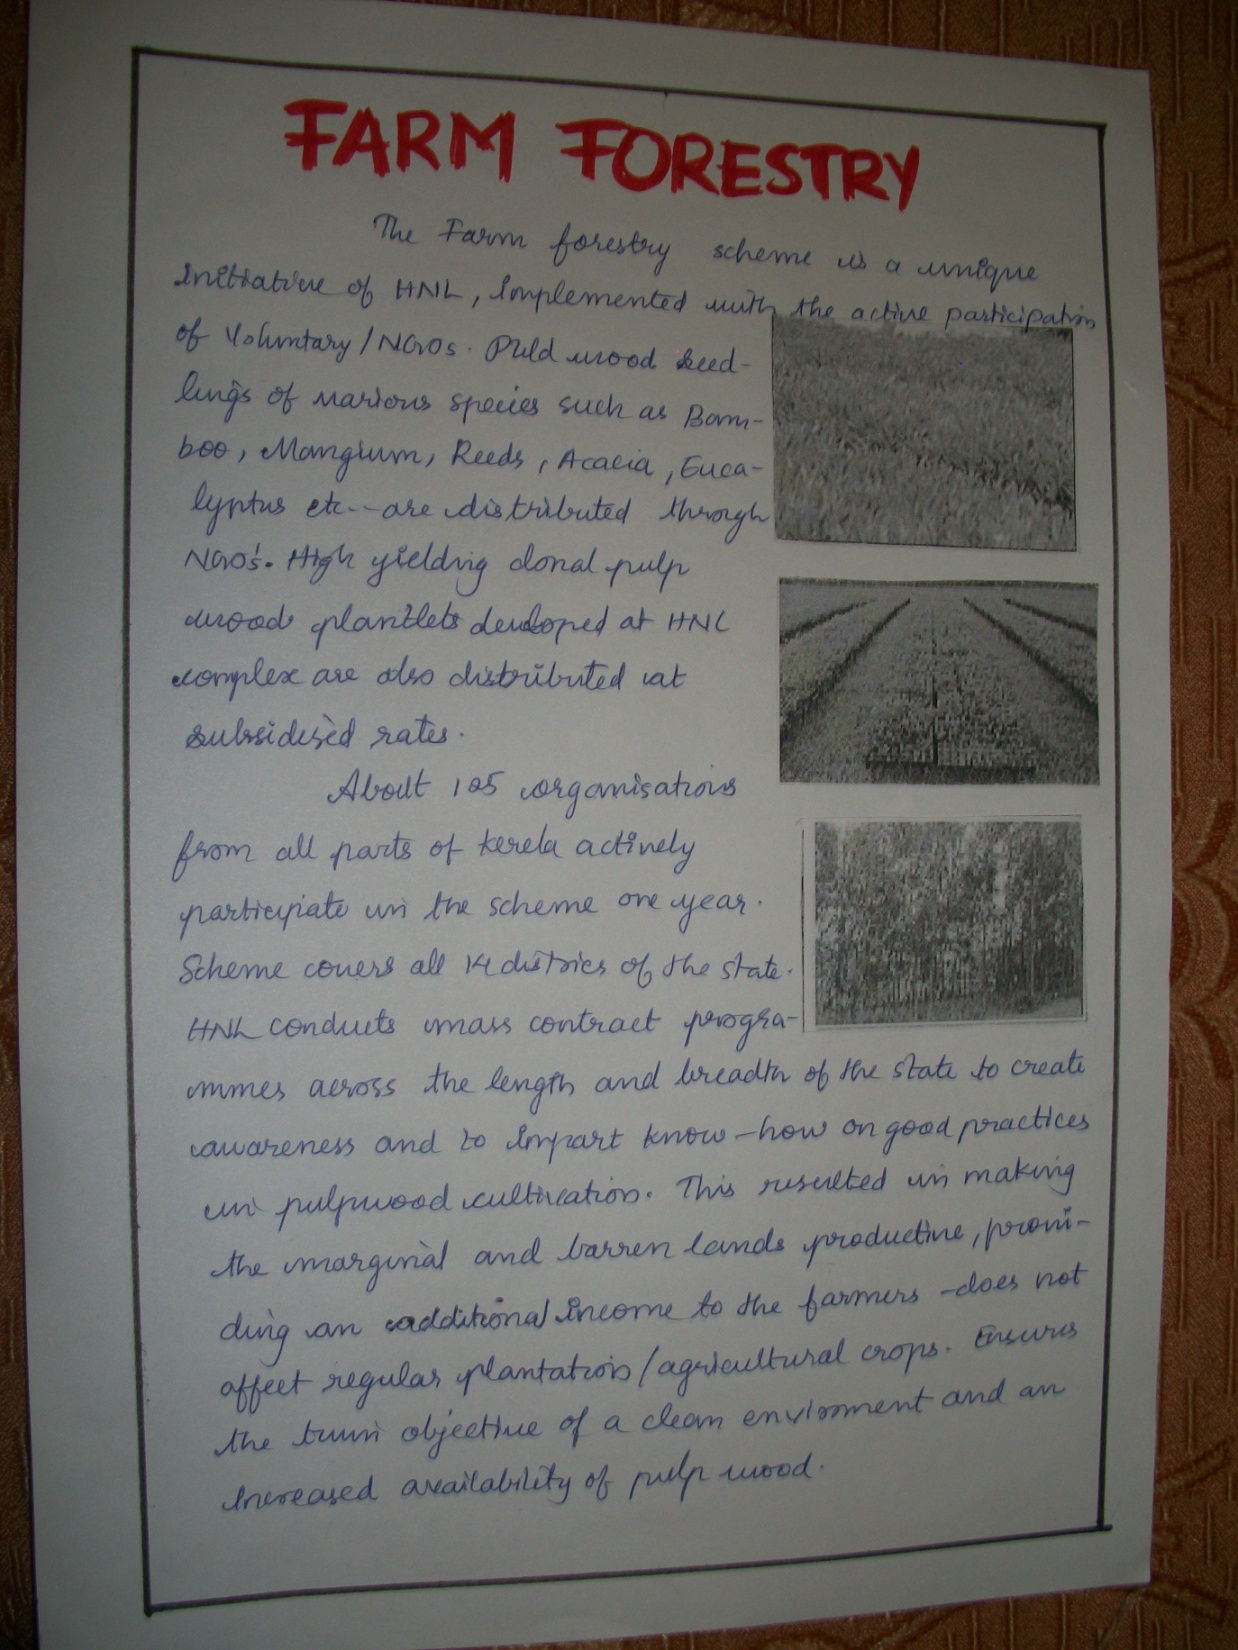 FARM FORESTRY
The Farm forestry scheme is a unique
initiative of HNL, implemented with the active participation
of Voluntary/NGOs. Puld wood seed-
lings of various species such as Bam-
boo, Mangium, Reeds, Acacia, Euca-
lyptus etc--are distributed through
NGO's. High yielding clonal pulp
wood plantlets developed at HNL
complex are also distributed at
subsidised rates.
About 125 organisations
from all parts of kerela actively
participate in the scheme one year.
Scheme covers all 14 districs of the state.
HNL conducts mass contract progra-
mmes across the length and breadth of the state to create
awareness and to impart know-how on good practices
in pulpwood cultivation. This resulted in making
the marginal and barren lands productive, provi-
ding an additional income to the farmers -does not
affect regular plantation/agricultural crops. Ensures
the twin objective of a clean enviroment and an
increased availability of pulp wood.